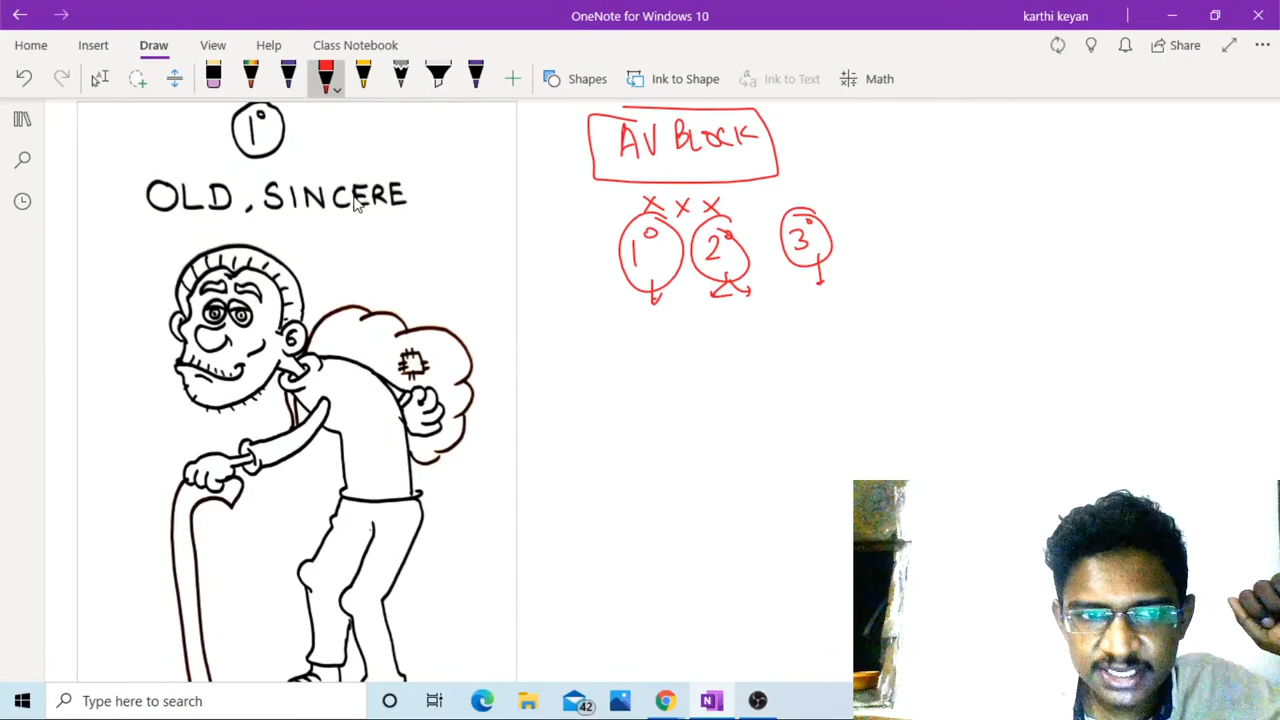 OneNote for Windows 10
karthi keyan
Home Insert Draw View Help Class Notebook
Share
Shapes Ink to Shape Ink to Text Math
1°
OLD, SINCERE
AV BLOCK
X X X
1° 2° 3°
Type here to search
42